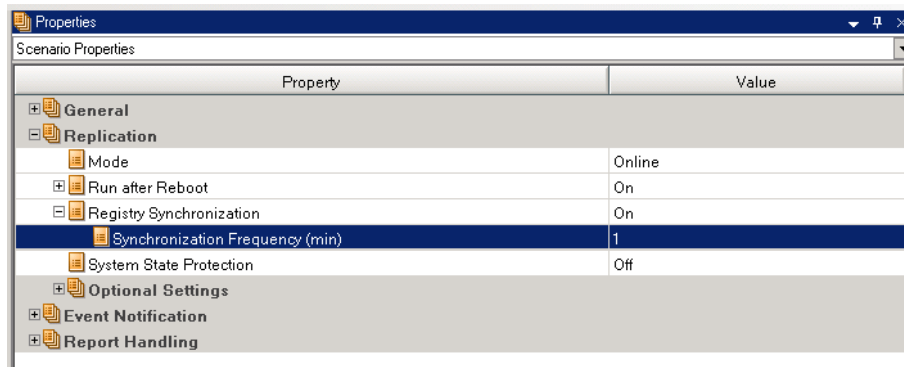 Properties
Scenario Properties
Property Value
General
Replication
Mode Online
Run after Reboot On
Registry Synchronization On
Synchronization Frequency (min) 1
System State Protection Off
Optional Settings
Event Notification
Report Handling